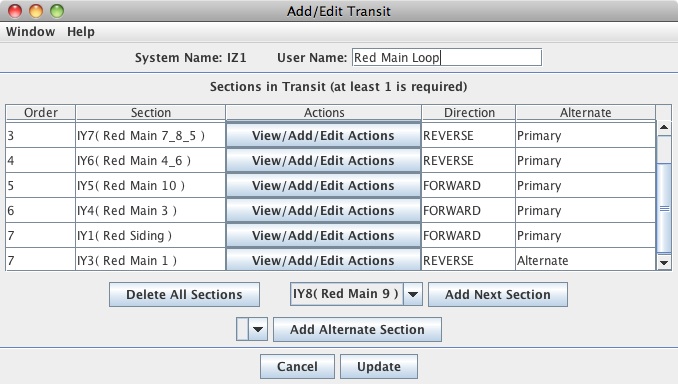 Add/Edit Transit
Window Help
System Name: IZ1 User Name: Red Main Loop
Sections in Transit (at least 1 is required)
Order Section Actions Direction Alternate
3 IY7( Red Main 7_8_5 ) View/Add/Edit Actions REVERSE Primary
4 IY6( Red Main 4_6 ) View/Add/Edit Actions REVERSE Primary
5 IY5( Red Main 10 ) View/Add/Edit Actions FORWARD Primary
6 IY4( Red Main 3 ) View/Add/Edit Actions FORWARD Primary
7 IY1( Red Siding ) View/Add/Edit Actions FORWARD Primary
7 IY3( Red Main 1 ) View/Add/Edit Actions REVERSE Alternate
Delete All Sections IY8( Red Main 9 ) Add Next Section
Add Alternate Section
Cancel Update